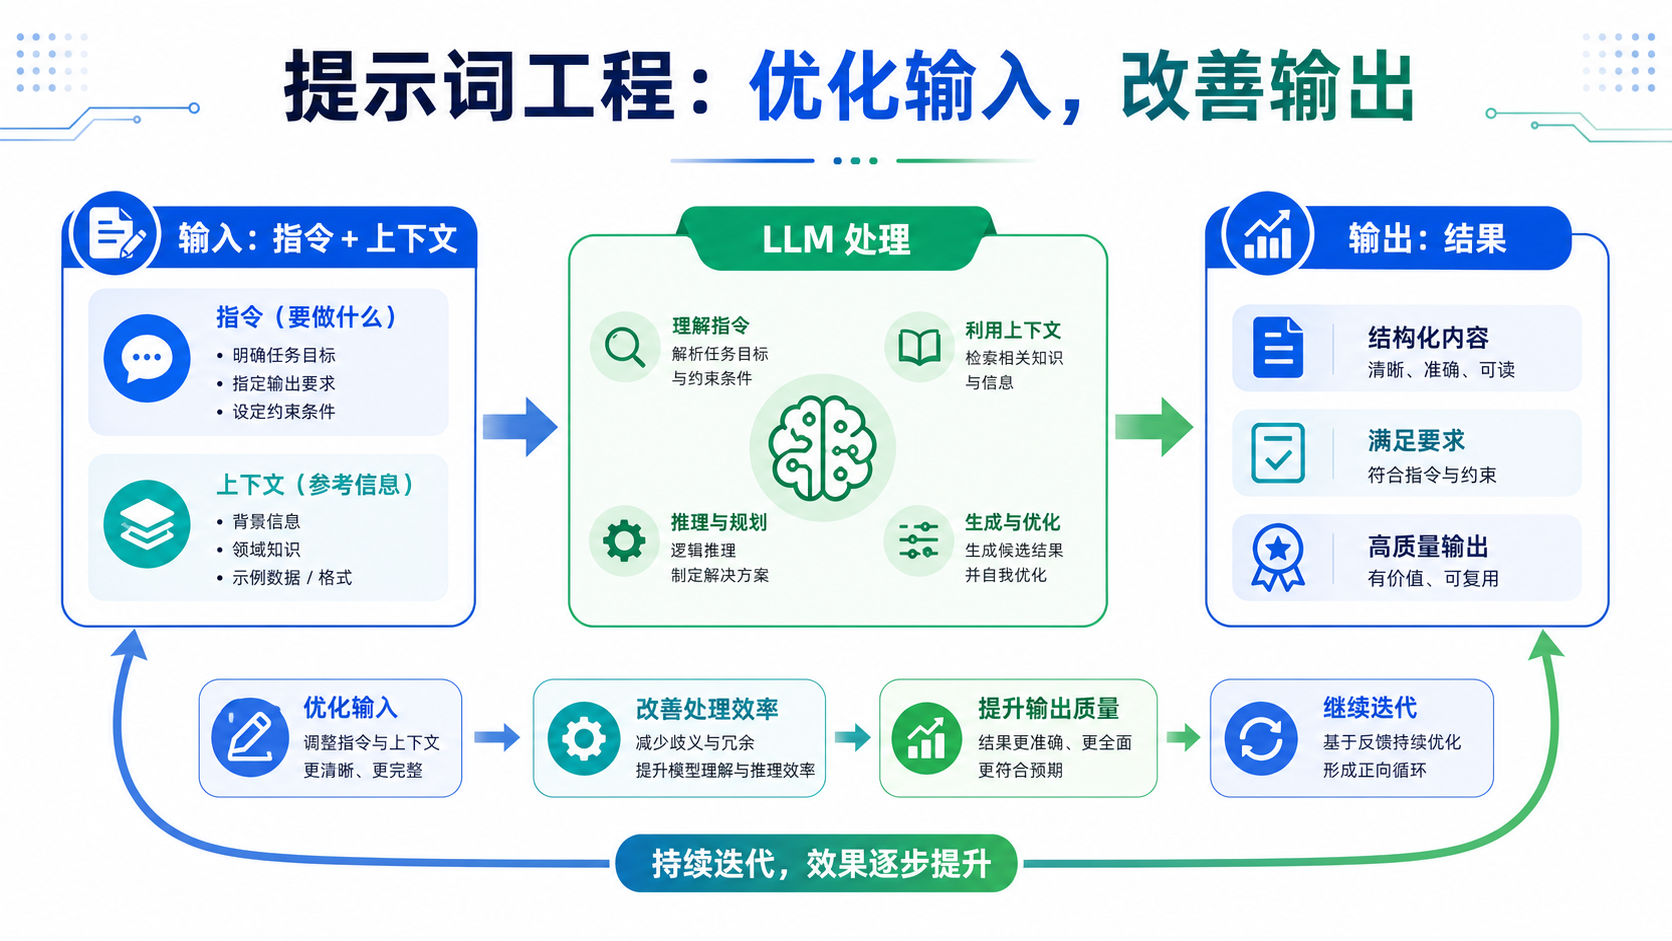 提示词工程：优化输入，改善输出
输入：指令 + 上下文
指令（要做什么）
• 明确任务目标
• 指定输出要求
• 设定约束条件
上下文（参考信息）
• 背景信息
• 领域知识
• 示例数据 / 格式
LLM 处理
理解指令
解析任务目标
与约束条件
利用上下文
检索相关知识
与信息
推理与规划
逻辑推理
制定解决方案
生成与优化
生成候选结果
并自我优化
输出：结果
结构化内容
清晰、准确、可读
满足要求
符合指令与约束
高质量输出
有价值、可复用
优化输入
调整指令与上下文
更清晰、更完整
改善处理效率
减少歧义与冗余
提升模型理解与推理效率
提升输出质量
结果更准确、更全面
更符合预期
继续迭代
基于反馈持续优化
形成正向循环
持续迭代，效果逐步提升